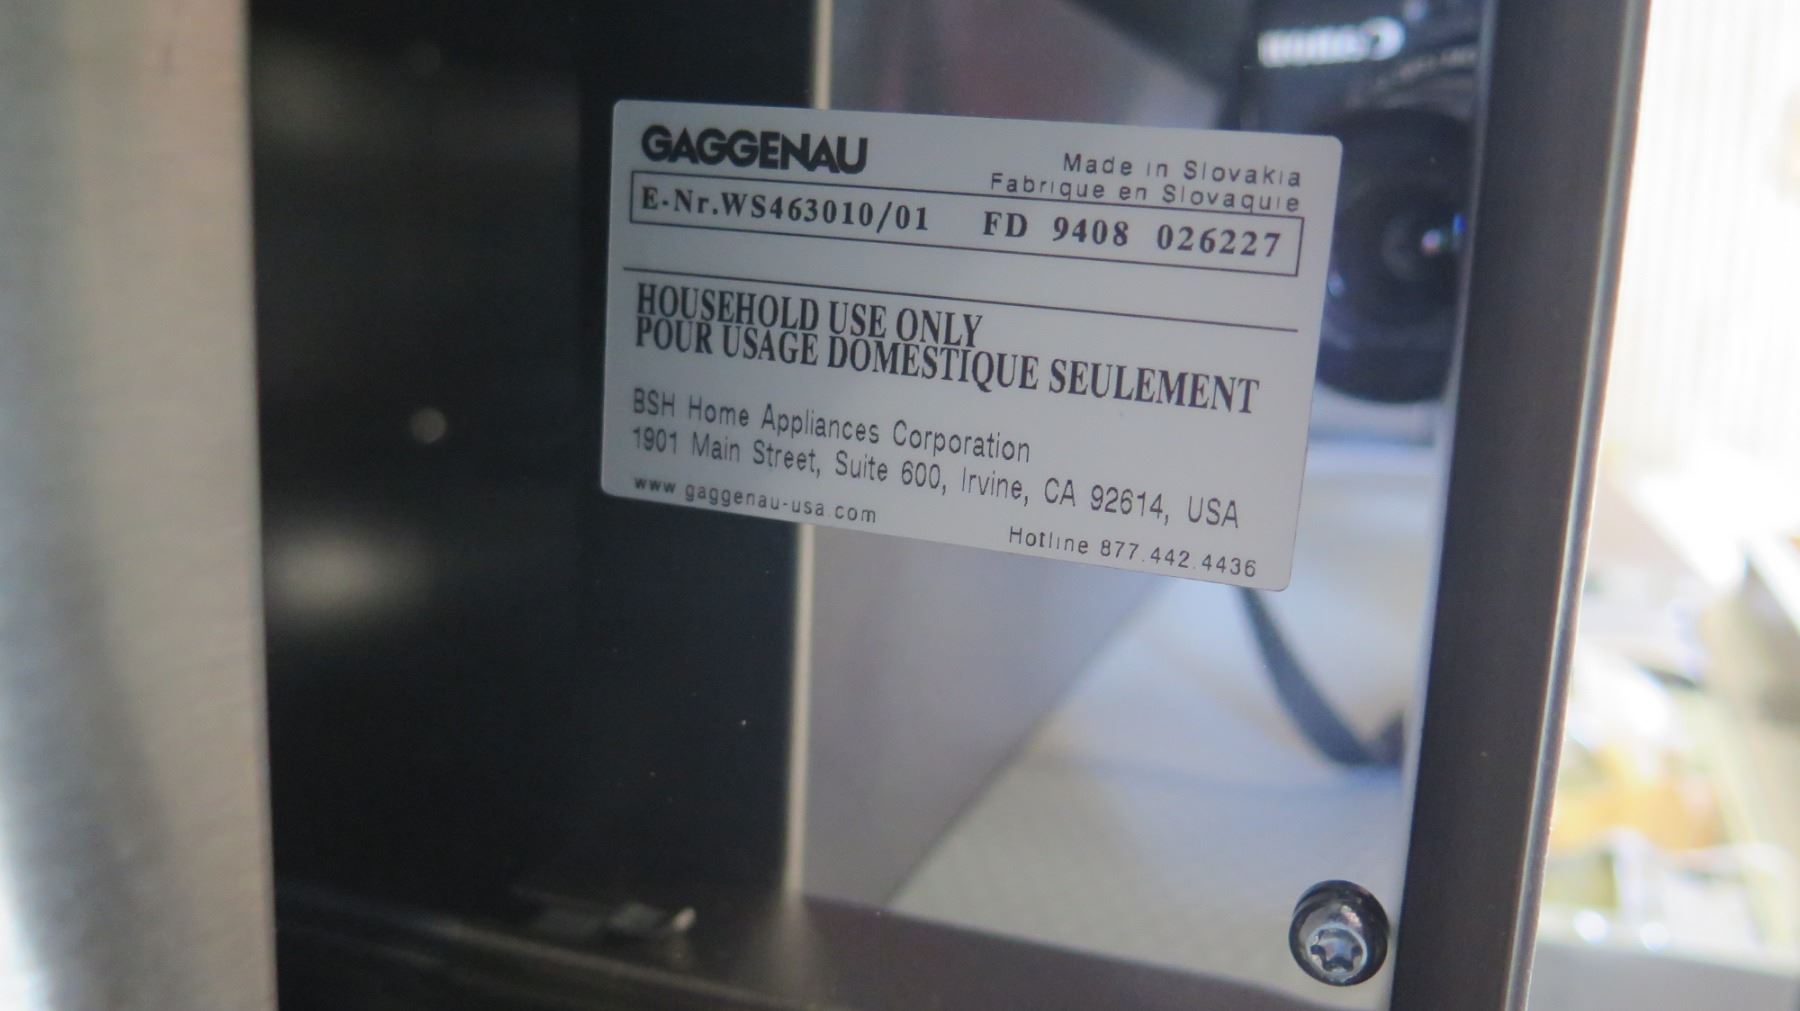 GAGGENAU
Made in Slovakia
Fabrique en Slovaquie
E-Nr.WS463010/01 FD 9408 026227
HOUSEHOLD USE ONLY
POUR USAGE DOMESTIQUE SEULEMENT
BSH Home Appliances Corporation
1901 Main Street, Suite 600, Irvine, CA 92614, USA
www.gaggenau-usa.com
Hotline 877.442.4436
Canon